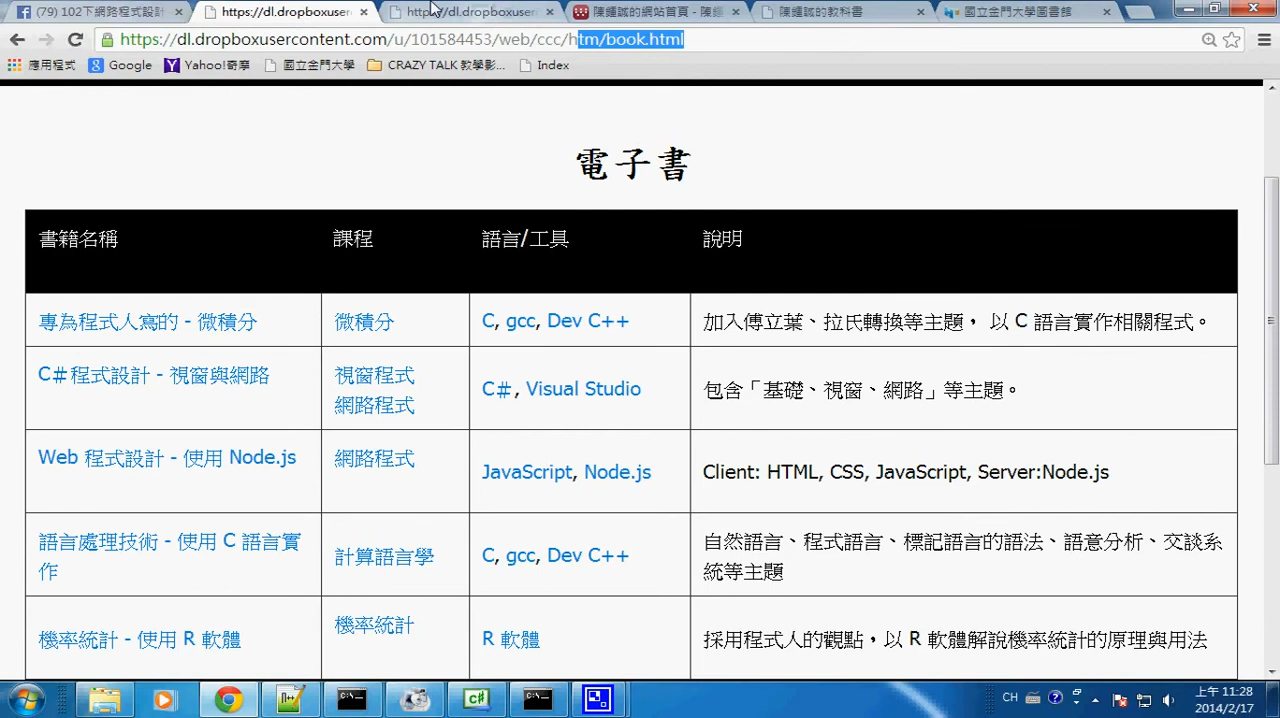 (79) 102下網路程式設計
https://dl.dropboxuser
https://dl.dropboxuser
陳鍾誠的網站首頁 - 陳鍾
陳鍾誠的教科書
國立金門大學圖書館
https://dl.dropboxusercontent.com/u/101584453/web/ccc/htm/book.html
應用程式
Google
Yahoo!奇摩
國立金門大學
CRAZY TALK 教學影...
Index
電子書
書籍名稱 課程 語言/工具 說明
專為程式人寫的 - 微積分 微積分 C, gcc, Dev C++ 加入傅立葉、拉氏轉換等主題， 以 C 語言實作相關程式。
C#程式設計 - 視窗與網路 視窗程式
網路程式 C#, Visual Studio 包含「基礎、視窗、網路」等主題。
Web 程式設計 - 使用 Node.js 網路程式 JavaScript, Node.js Client: HTML, CSS, JavaScript, Server:Node.js
語言處理技術 - 使用 C 語言實
作 計算語言學 C, gcc, Dev C++ 自然語言、程式語言、標記語言的語法、語意分析、交談系
統等主題
機率統計 - 使用 R 軟體 機率統計 R 軟體 採用程式人的觀點，以 R 軟體解說機率統計的原理與用法
CH
上午 11:28
2014/2/17